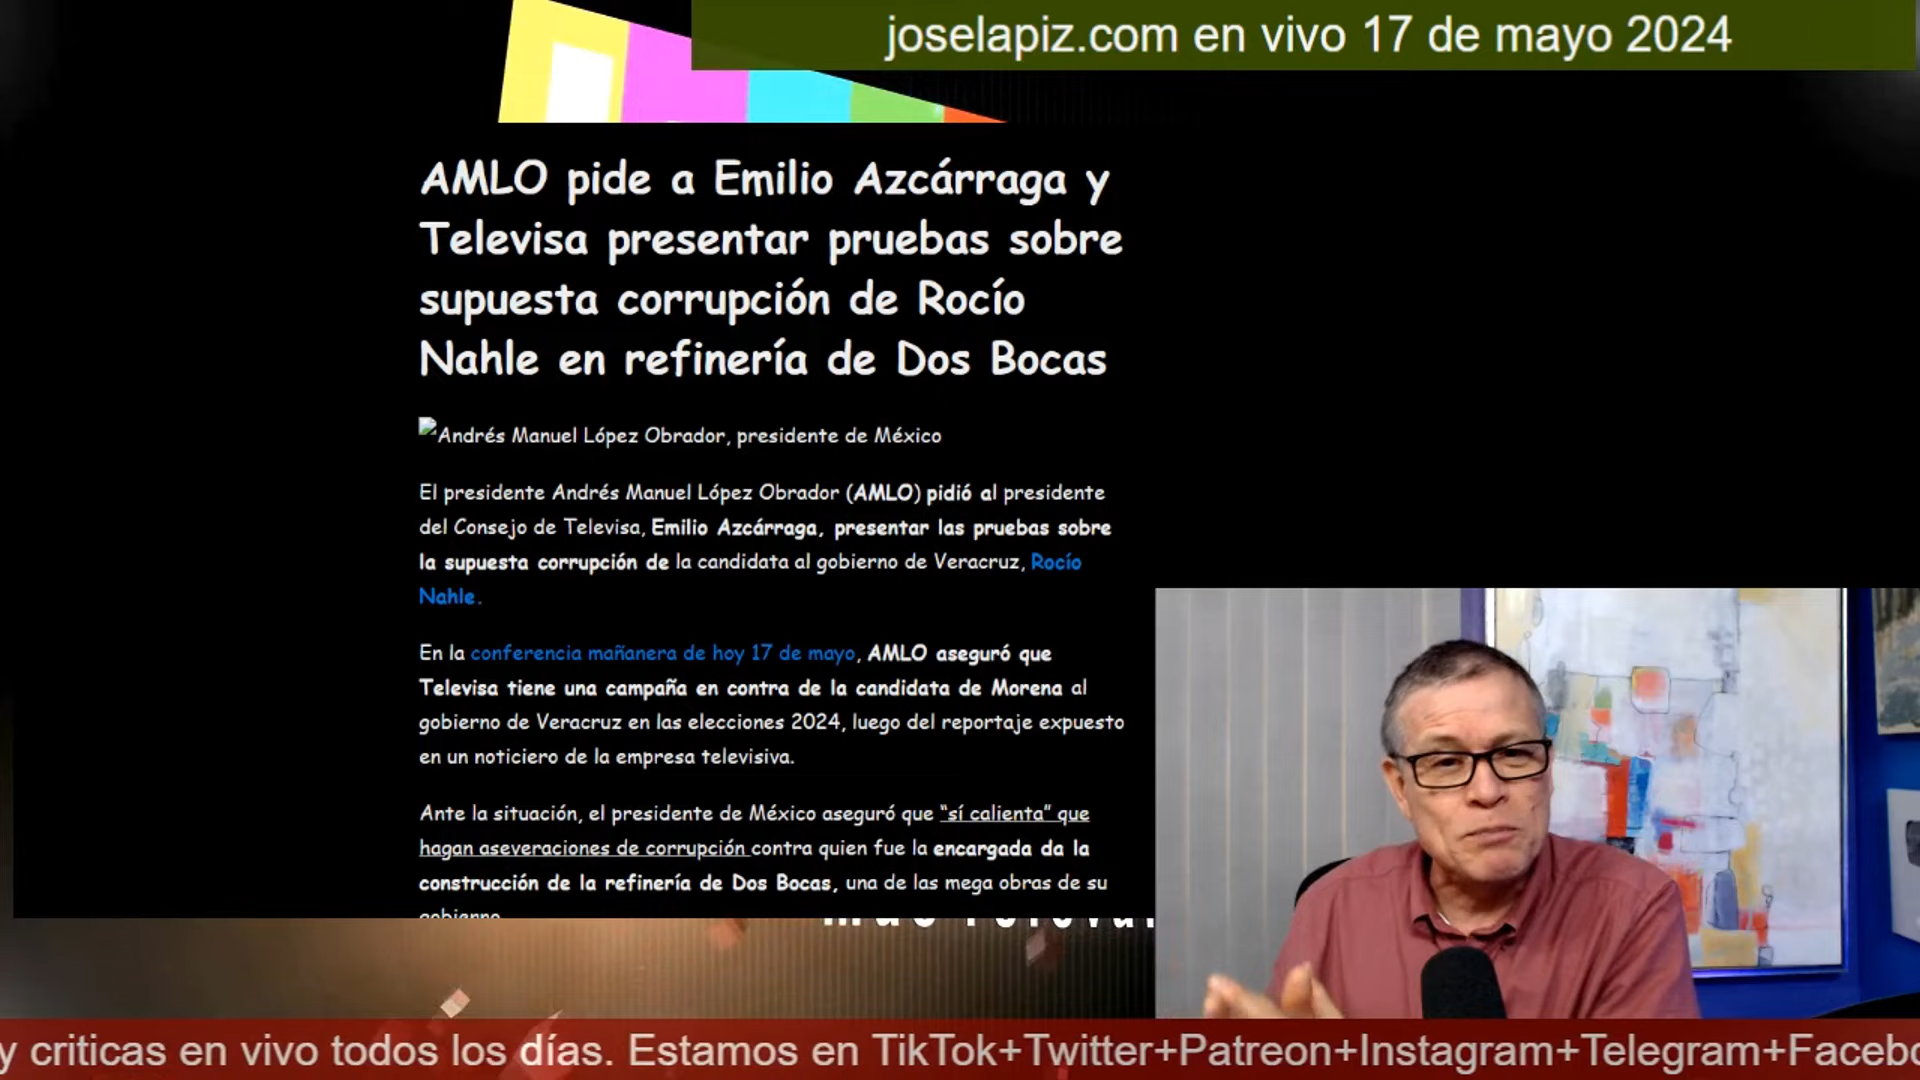 joselapiz.com en vivo 17 de mayo 2024
AMLO pide a Emilio Azcárraga y
Televisa presentar pruebas sobre
supuesta corrupción de Rocío
Nahle en refinería de Dos Bocas
Andrés Manuel López Obrador, presidente de México
El presidente Andrés Manuel López Obrador (AMLO) pidió al presidente
del Consejo de Televisa, Emilio Azcárraga, presentar las pruebas sobre
la supuesta corrupción de la candidata al gobierno de Veracruz, Rocío
Nahle.
En la conferencia mañanera de hoy 17 de mayo, AMLO aseguró que
Televisa tiene una campaña en contra de la candidata de Morena al
gobierno de Veracruz en las elecciones 2024, luego del reportaje expuesto
en un noticiero de la empresa televisiva.
Ante la situación, el presidente de México aseguró que “sí calienta” que
hagan aseveraciones de corrupción contra quien fue la encargada da la
construcción de la refinería de Dos Bocas, una de las mega obras de su
gobierno
y criticas en vivo todos los días. Estamos en TikTok+Twitter+Patreon+Instagram+Telegram+Facebo